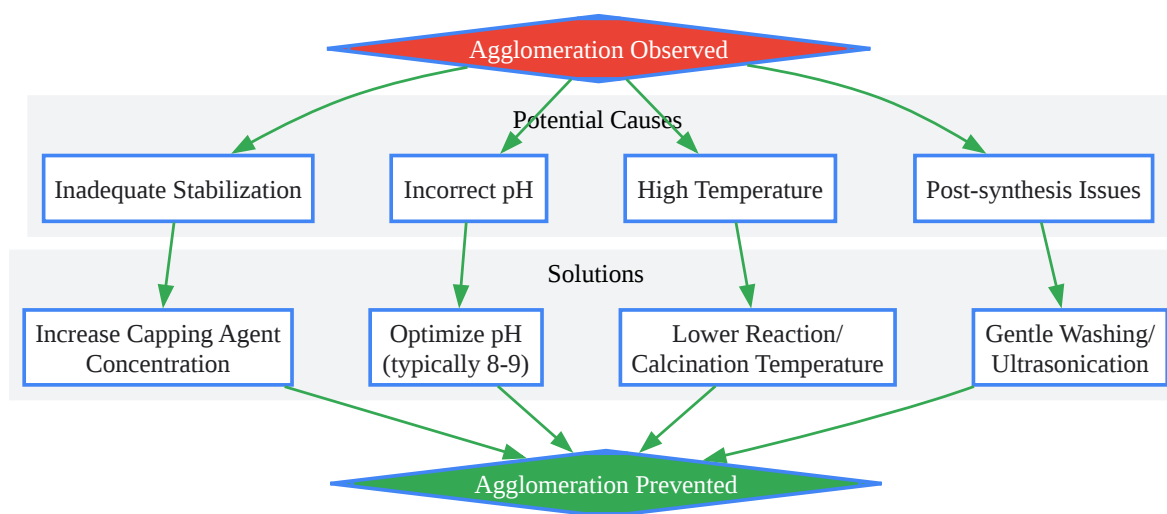 Agglomeration Observed
Potential Causes
Inadequate Stabilization
Incorrect pH
High Temperature
Post-synthesis Issues
Solutions
Increase Capping Agent
Concentration
Optimize pH
(typically 8-9)
Lower Reaction/
Calcination Temperature
Gentle Washing/
Ultrasonication
Agglomeration Prevented